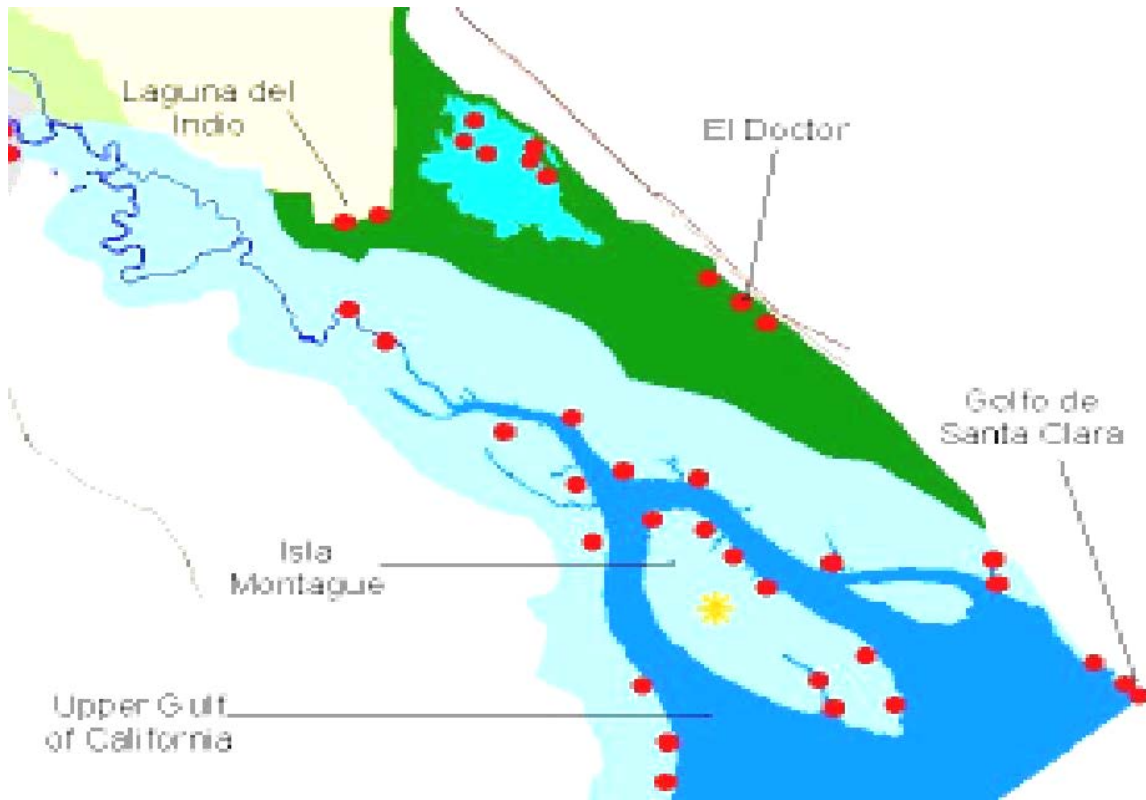 Laguna del
Indio
El Doctor
Golfo de
Santa Clara
Isla
Montague
Upper Gulf
of California